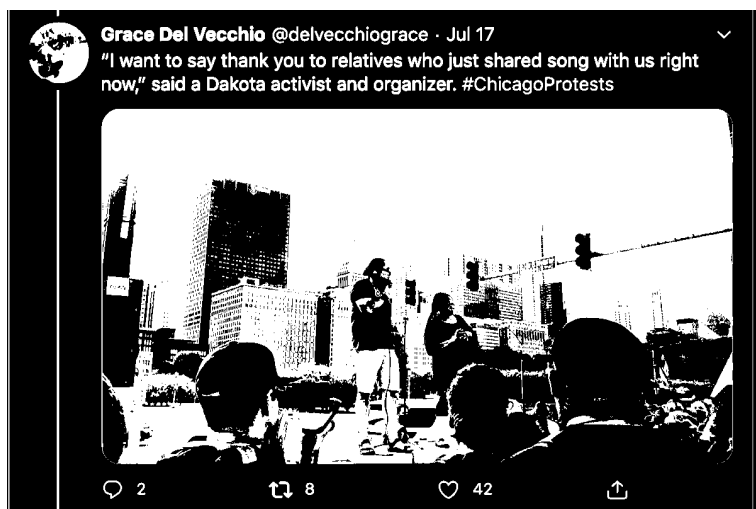 Grace Del Vecchio @delvecchiograce · Jul 17
“I want to say thank you to relatives who just shared song with us right
now,” said a Dakota activist and organizer. #ChicagoProtests
2 8 42